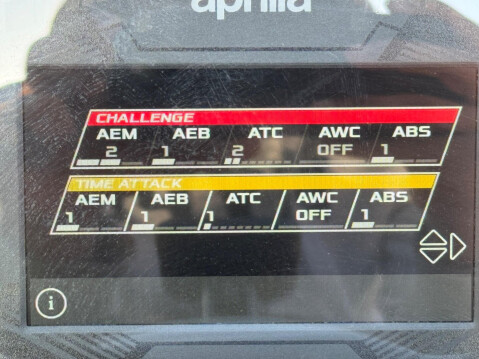 aprilia
CHALLENGE
AEM AEB ATC AWC ABS
2 1 2 OFF 1
TIME ATTACK
AEM AEB ATC AWC ABS
1 1 1 OFF 1
i